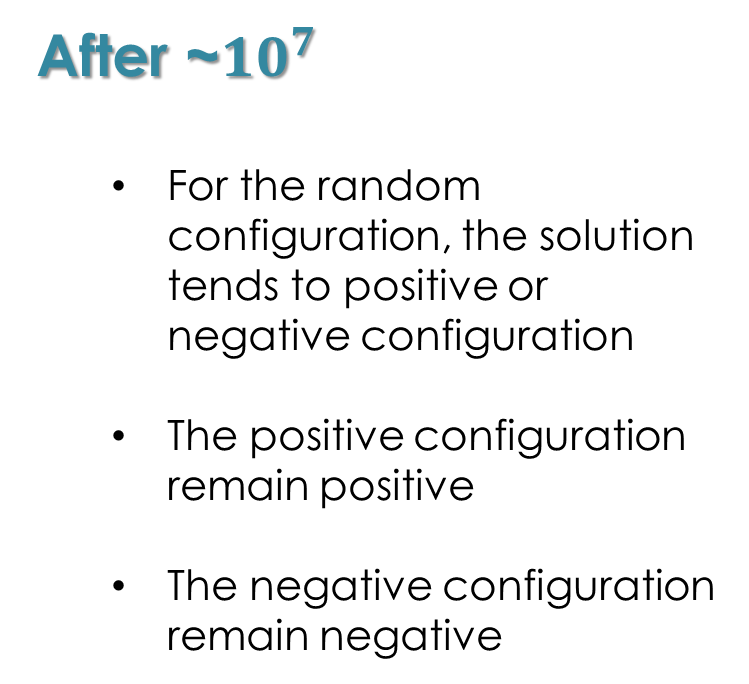 After ~10⁷
• For the random
configuration, the solution
tends to positive or
negative configuration
• The positive configuration
remain positive
• The negative configuration
remain negative